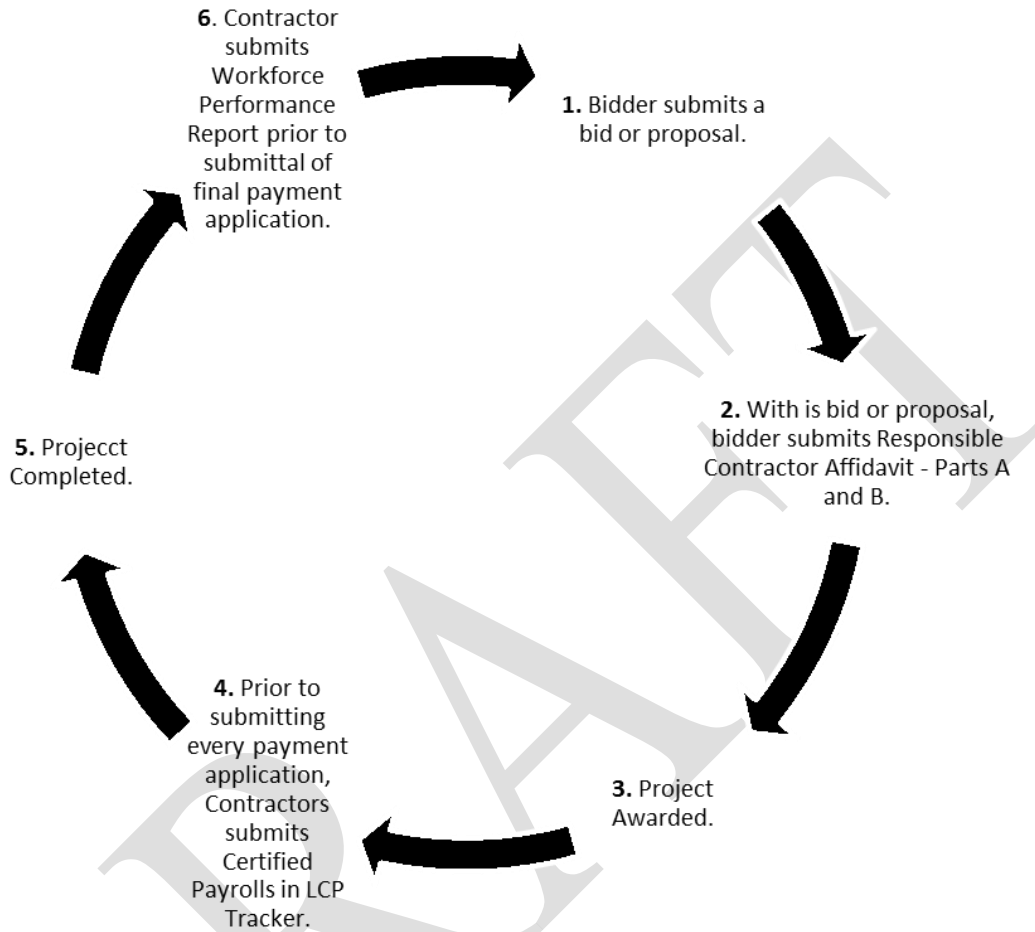 1. Bidder submits a
bid or proposal.
2. With is bid or proposal,
bidder submits Responsible
Contractor Affidavit - Parts A
and B.
3. Project
Awarded.
4. Prior to
submitting
every payment
application,
Contractors
submits
Certified
Payrolls in LCP
Tracker.
5. Projecct
Completed.
6. Contractor
submits
Workforce
Performance
Report prior to
submittal of
final payment
application.
RAFT